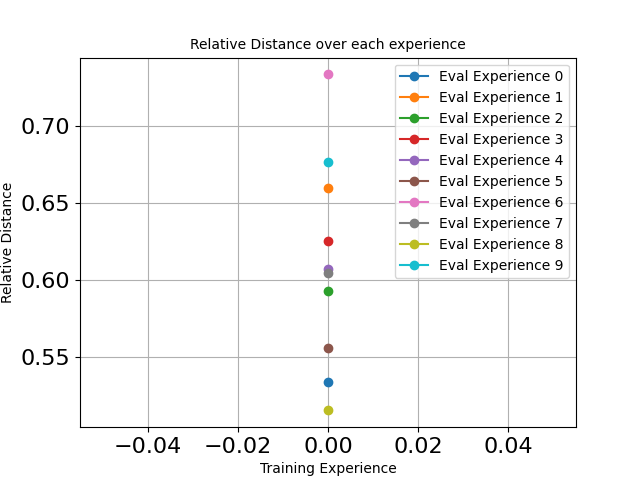 Relative Distance over each experience
Relative Distance
0.70
0.65
0.60
0.55
Eval Experience 0
Eval Experience 1
Eval Experience 2
Eval Experience 3
Eval Experience 4
Eval Experience 5
Eval Experience 6
Eval Experience 7
Eval Experience 8
Eval Experience 9
−0.04 −0.02 0.00 0.02 0.04
Training Experience